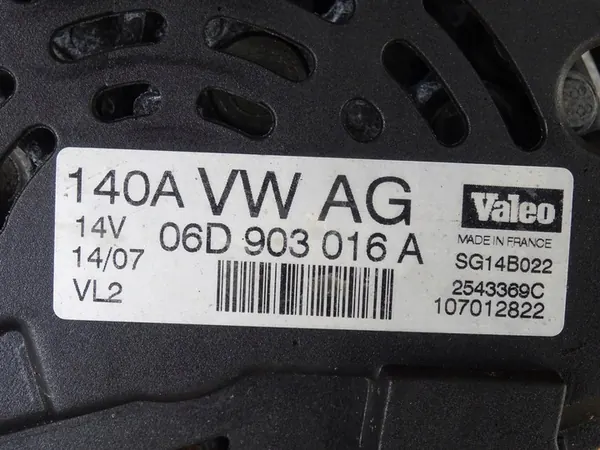 140A VW AG
14V 06D 903 016 A
14/07
VL2
Valeo
MADE IN FRANCE
SG14B022
2543369C
107012822